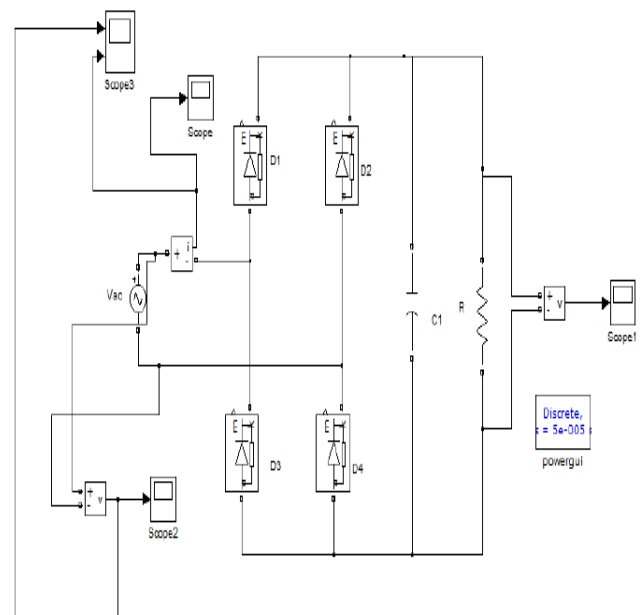 Scope3
Scope
E
D1
E
D2
i
+
-
+
Vac
C1
R
+
-
v
Scope1
E
D3
E
D4
Discrete,
s = 5e-005 s
powergui
+
-
v
Scope2